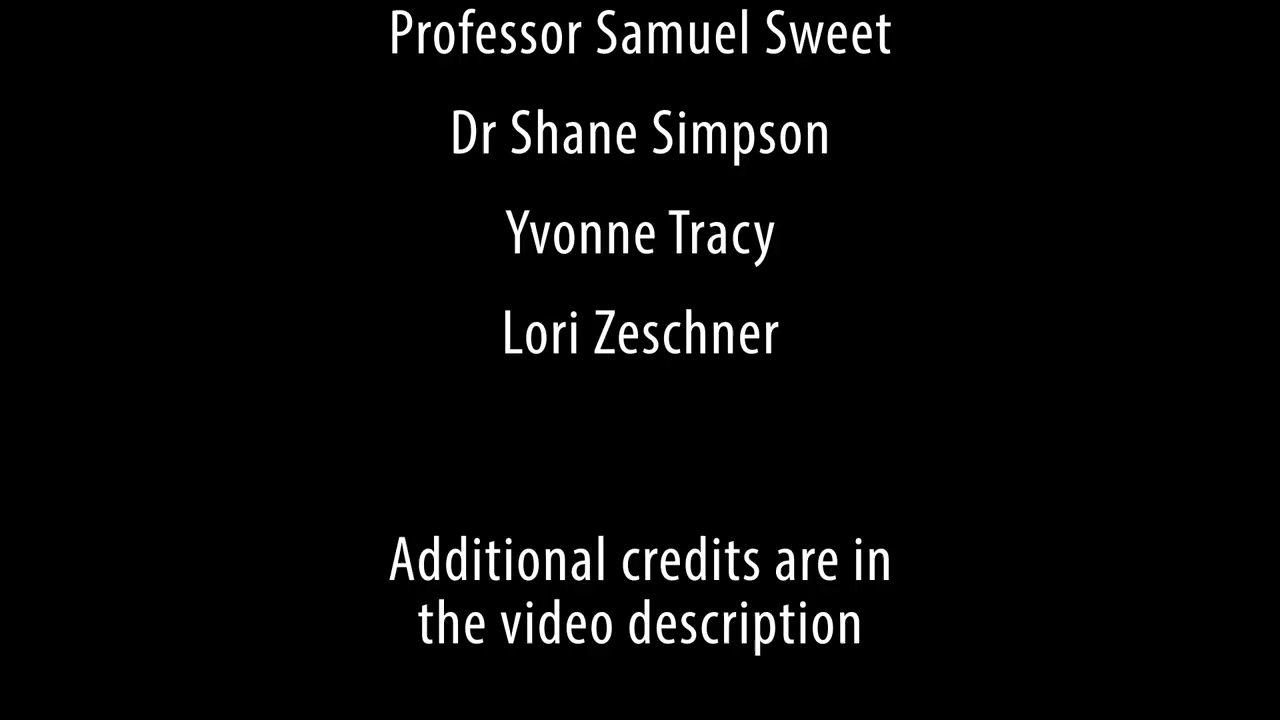 Professor Samuel Sweet
Dr Shane Simpson
Yvonne Tracy
Lori Zeschner
Additional credits are in
the video description